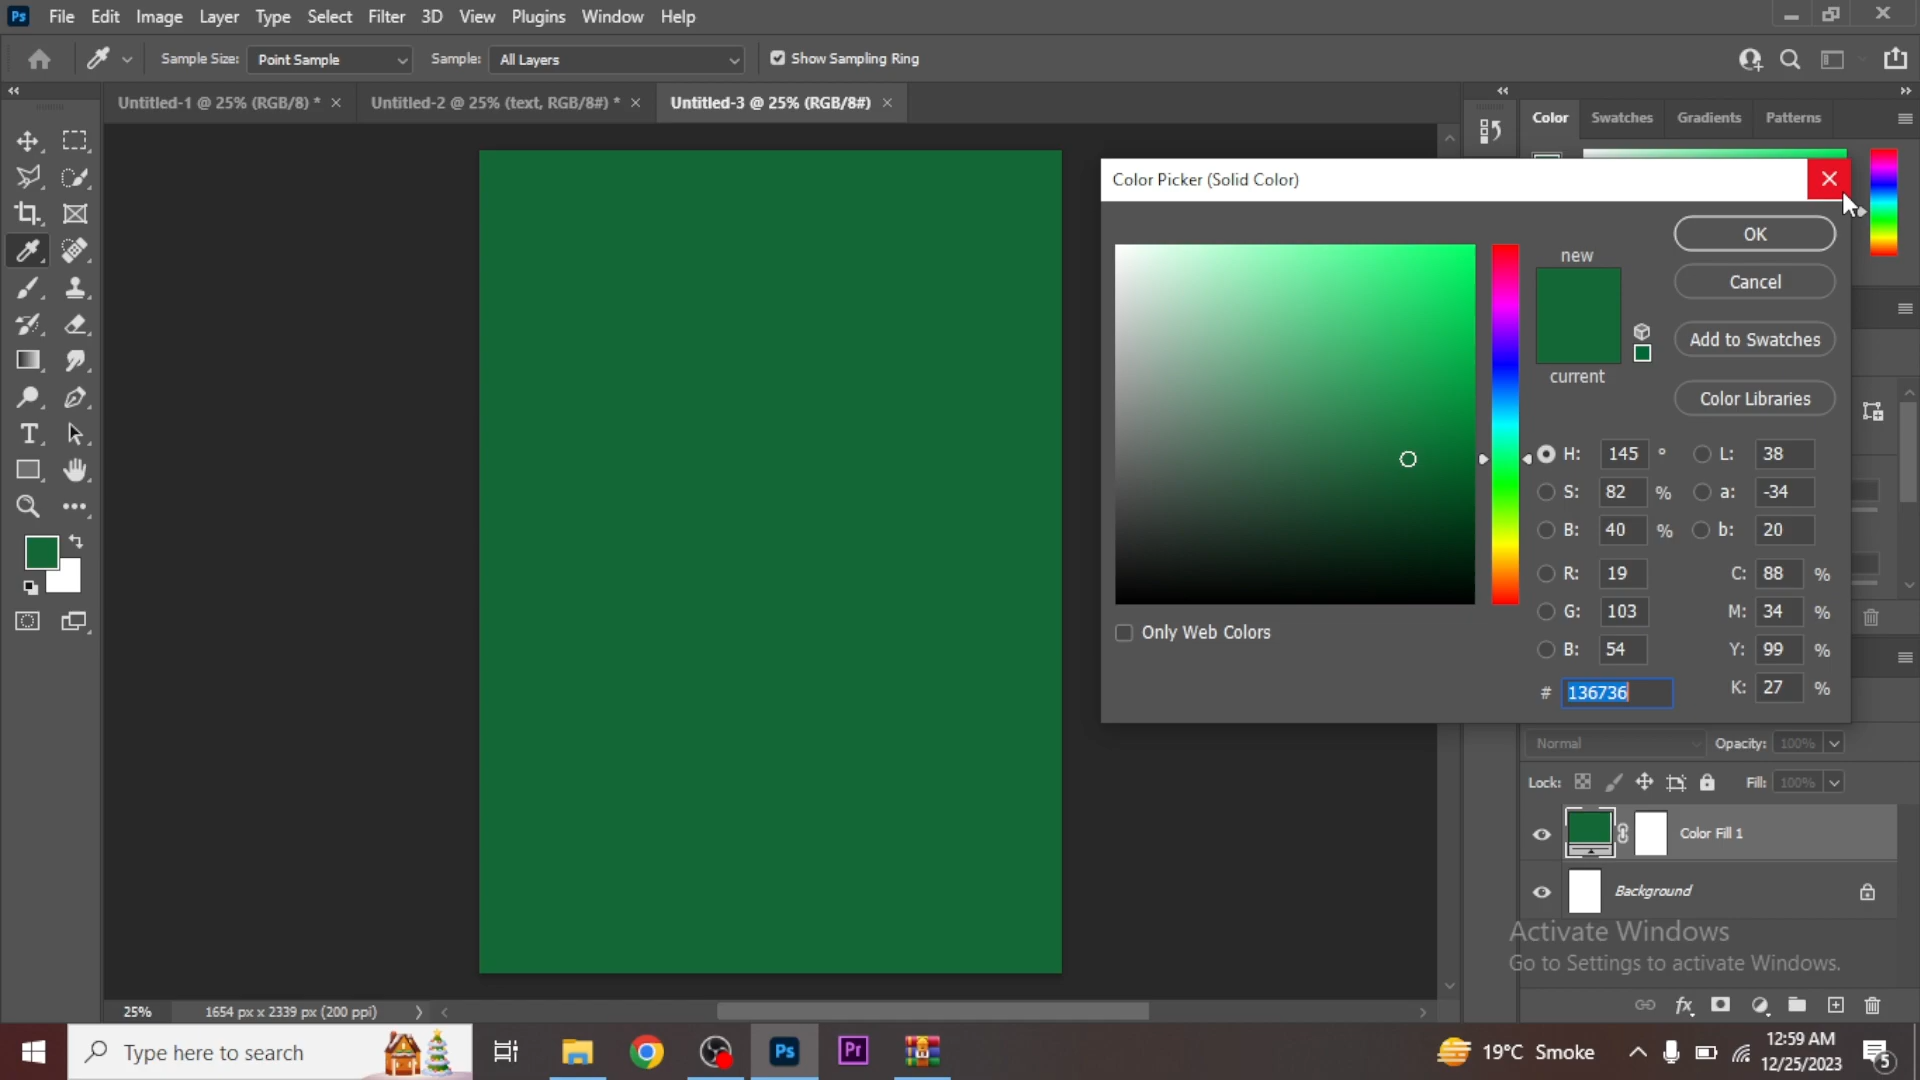 Ps File Edit Image Layer Type Select Filter 3D View Plugins Window Help
Sample Size: Point Sample Sample: All Layers Show Sampling Ring
Untitled-1 @ 25% (RGB/8) * × Untitled-2 @ 25% (text, RGB/8#) * × Untitled-3 @ 25% (RGB/8#) ×
Color Swatches Gradients Patterns
Color Picker (Solid Color)
new
current
OK
Cancel
Add to Swatches
Color Libraries
H: 145 ° L: 38
S: 82 % a: -34
B: 40 % b: 20
R: 19 C: 88 %
G: 103 M: 34 %
B: 54 Y: 99 %
# 136736 K: 27 %
Only Web Colors
Normal Opacity: 100%
Lock: Fill: 100%
Color Fill 1
Background
Activate Windows
Go to Settings to activate Windows.
25% 1654 px x 2339 px (200 ppi)
Type here to search
Ps
Pr
19°C Smoke
12:59 AM
12/25/2023
5